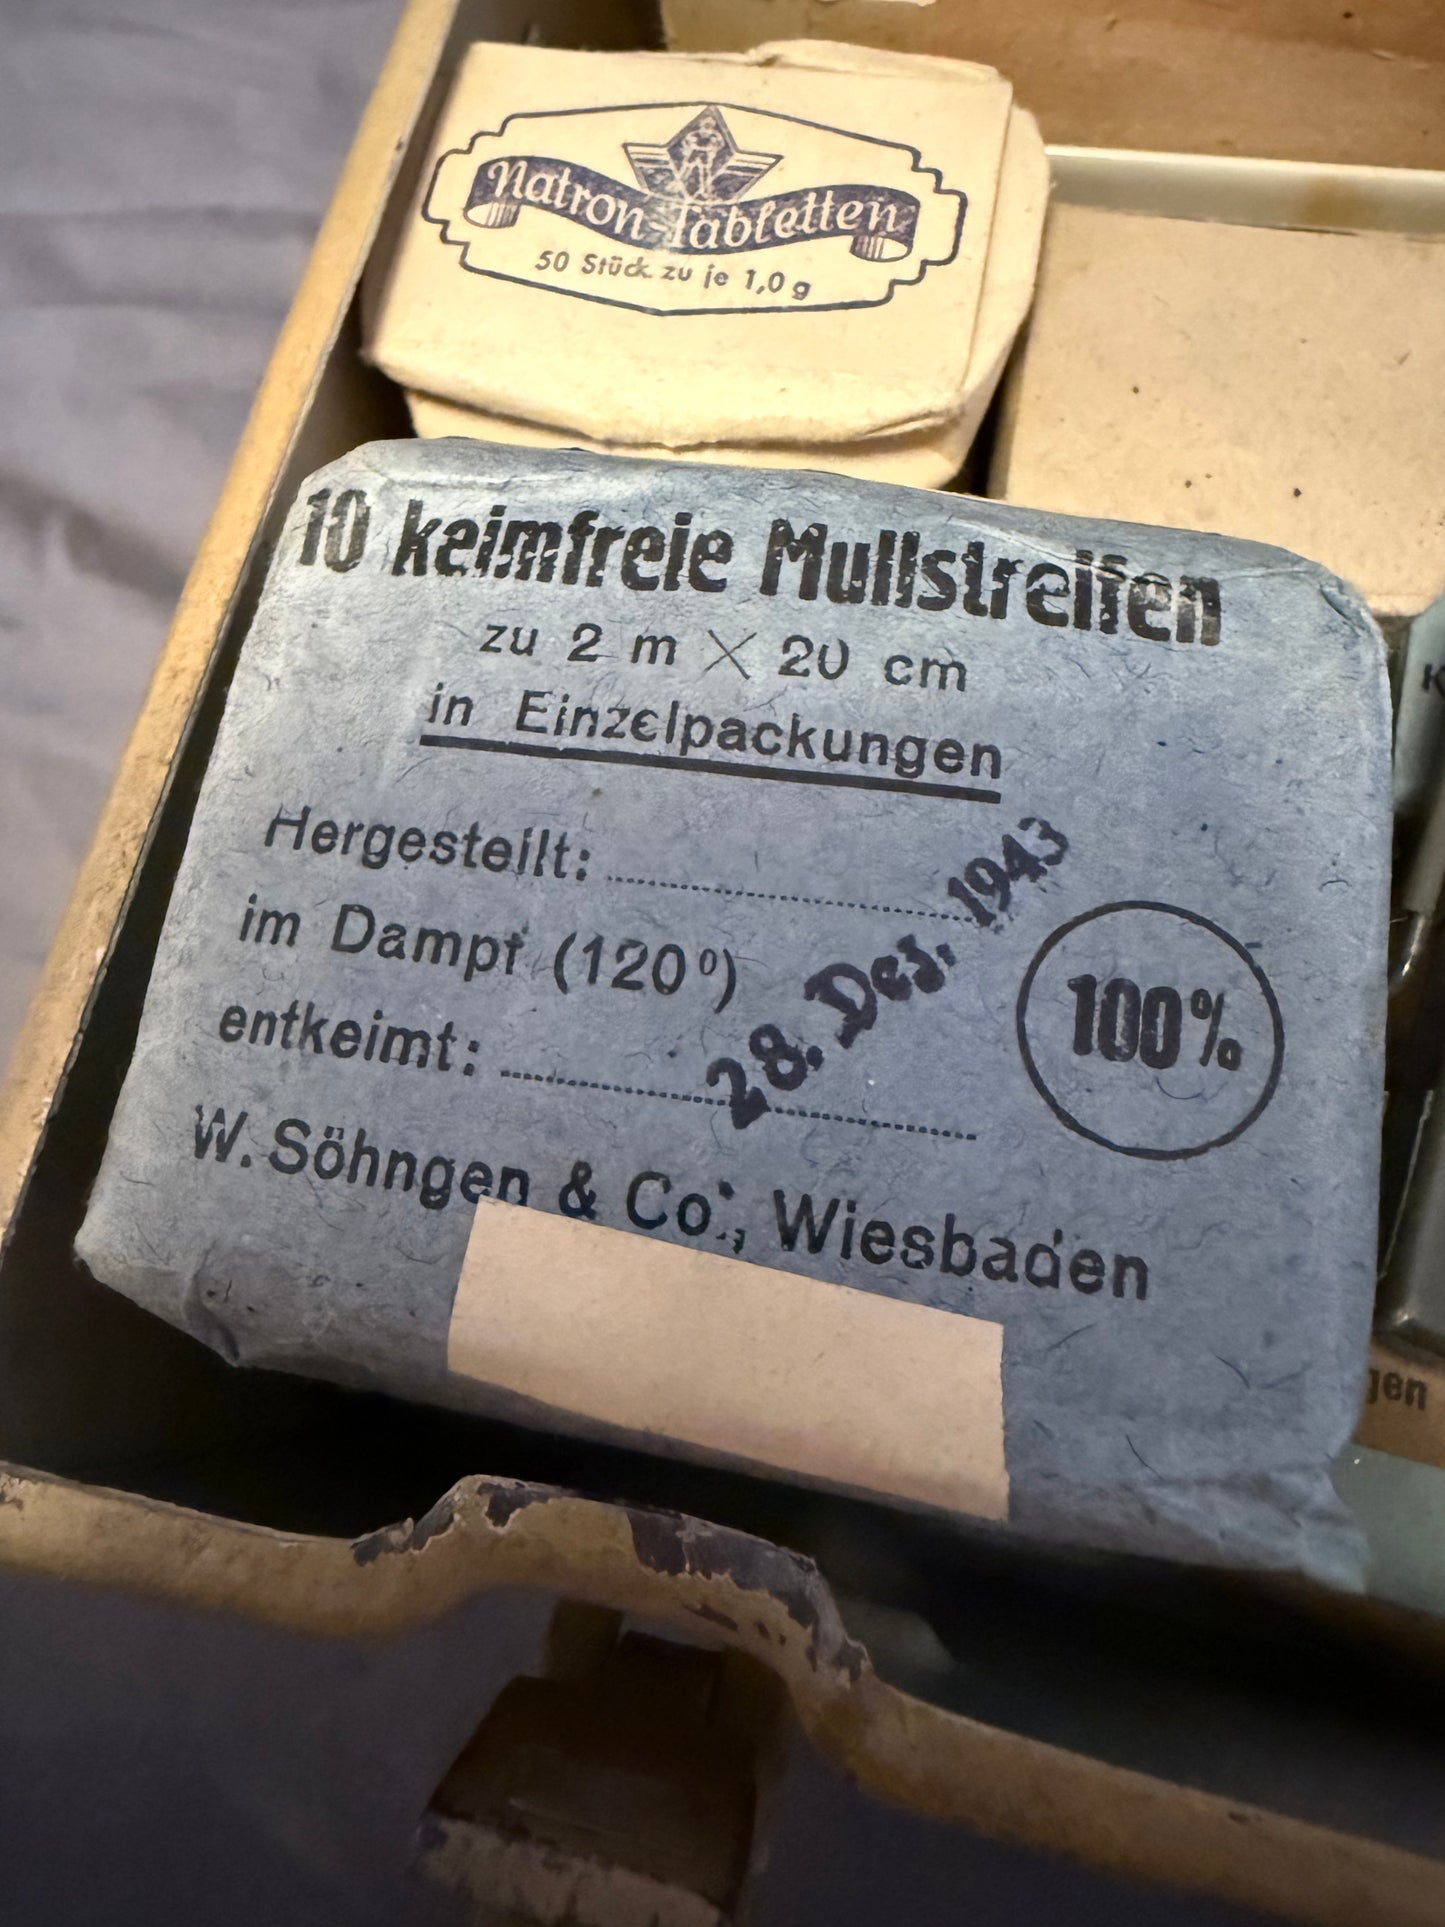 Natron-Tabletten
50 Stück zu je 1,0 g
10 keimfreie Mullstreifen
zu 2 m × 20 cm
in Einzelpackungen
Hergestellt:
im Dampf (120⁰)
entkeimt:
28. Dez. 1943
100%
W. Söhngen & Co., Wiesbaden